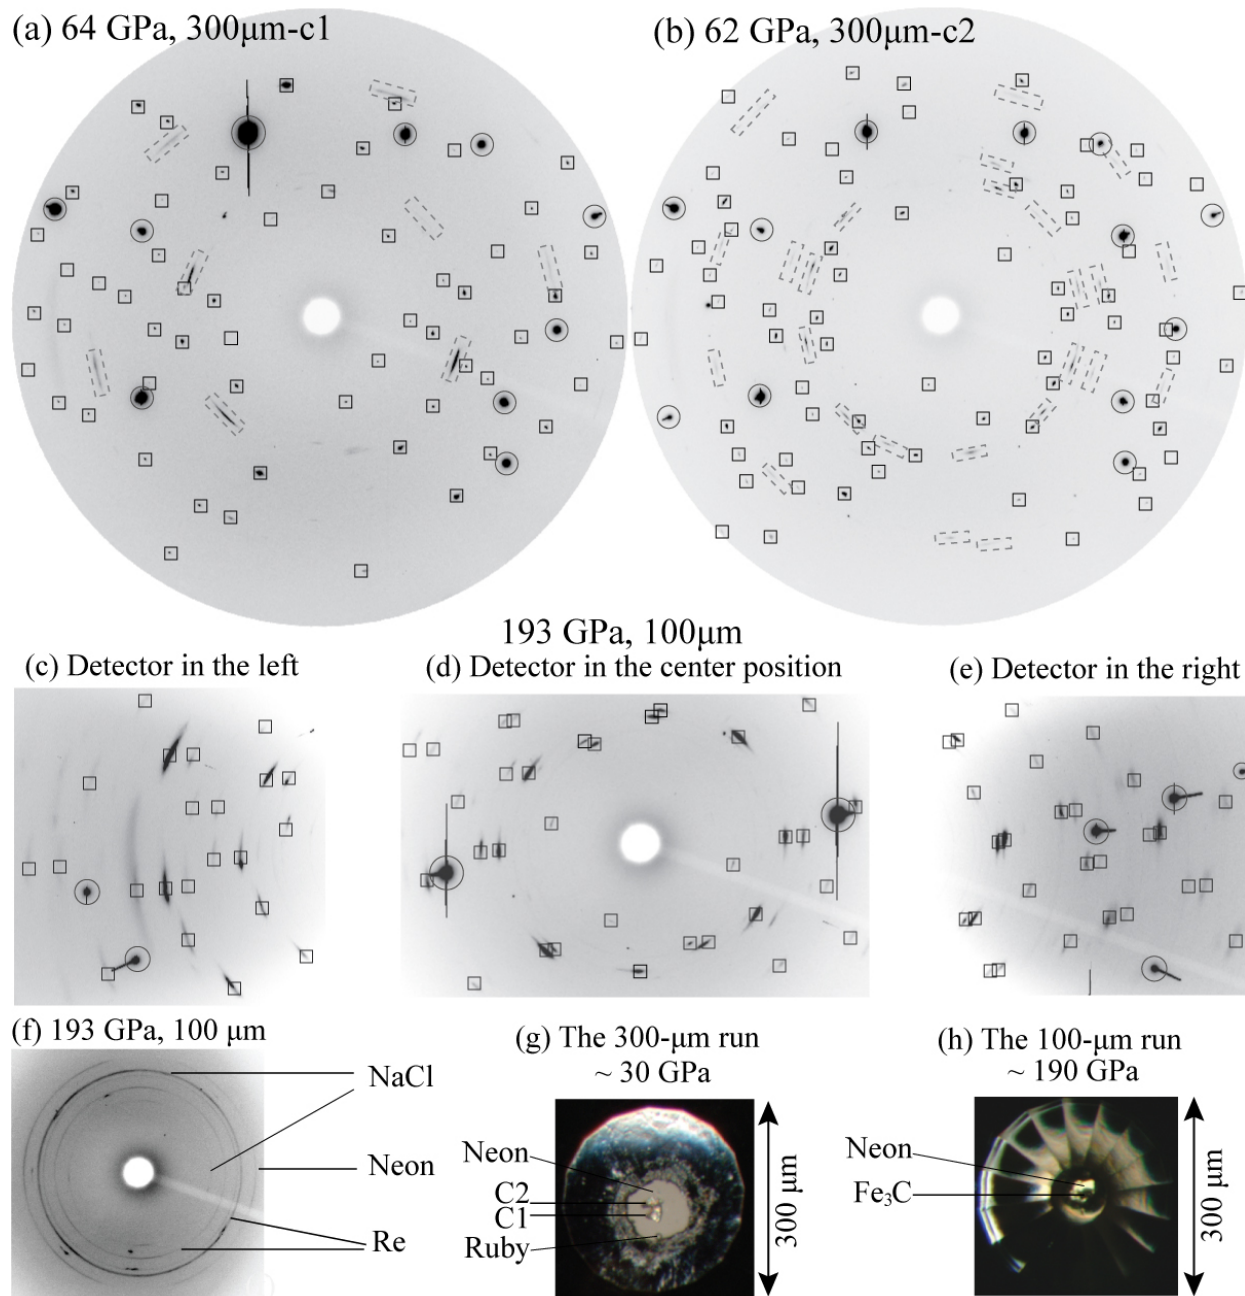 (a) 64 GPa, 300μm-c1
(b) 62 GPa, 300μm-c2
193 GPa, 100μm
(c) Detector in the left
(d) Detector in the center position
(e) Detector in the right
(f) 193 GPa, 100 μm
NaCl
Neon
Re
(g) The 300-μm run
~ 30 GPa
Neon
C2
C1
Ruby
300 μm
(h) The 100-μm run
~ 190 GPa
Neon
Fe₃C
300 μm